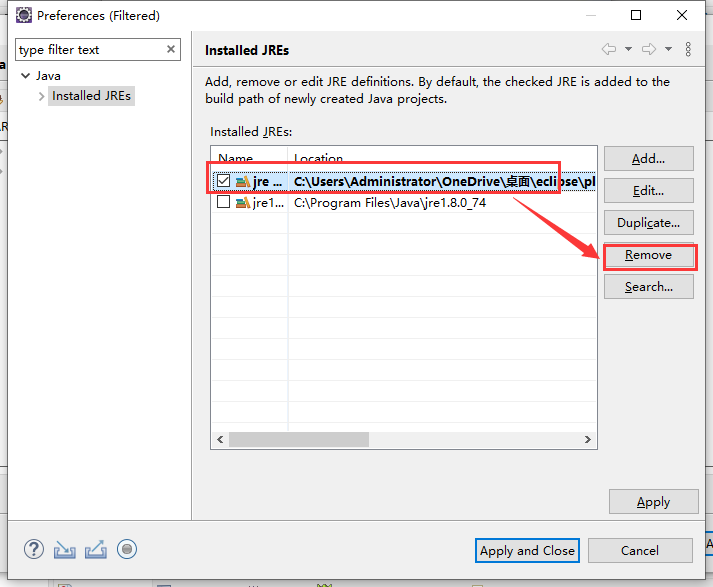 Preferences (Filtered)
type filter text
Java
Installed JREs
Installed JREs
Add, remove or edit JRE definitions. By default, the checked JRE is added to the
build path of newly created Java projects.
Installed JREs:
Name Location
jre ... C:\Users\Administrator\OneDrive\桌面\eclipse\pl
jre1... C:\Program Files\Java\jre1.8.0_74
Add...
Edit...
Duplicate...
Remove
Search...
Apply
Apply and Close
Cancel